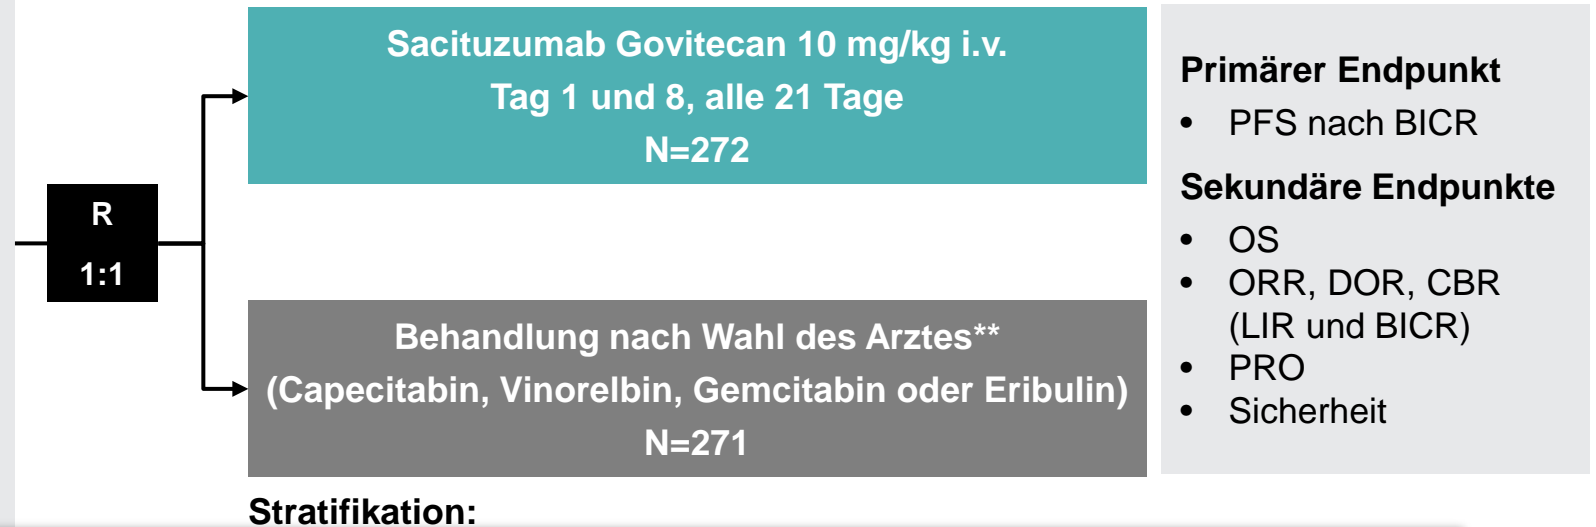 Sacituzumab Govitecan 10 mg/kg i.v.
Tag 1 und 8, alle 21 Tage
N=272
R
1:1
Behandlung nach Wahl des Arztes**
(Capecitabin, Vinorelbin, Gemcitabin oder Eribulin)
N=271
Stratifikation:
Primärer Endpunkt
• PFS nach BICR
Sekundäre Endpunkte
• OS
• ORR, DOR, CBR
(LIR und BICR)
• PRO
• Sicherheit